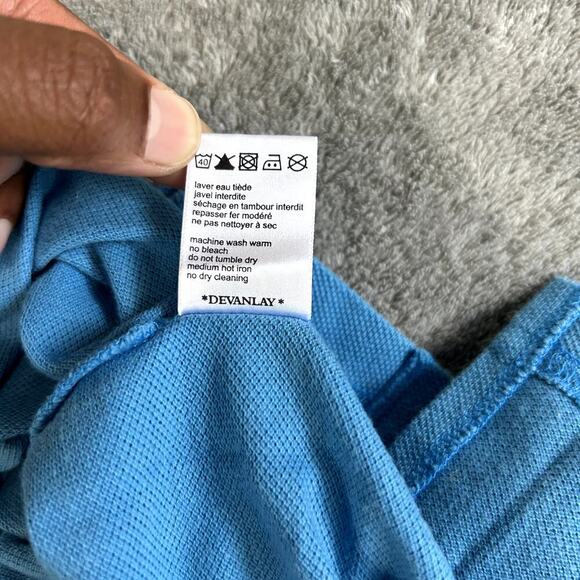 40
laver eau tiède
javel interdite
séchage en tambour interdit
repasser fer modéré
ne pas nettoyer à sec
machine wash warm
no bleach
do not tumble dry
medium hot iron
no dry cleaning
*DEVANLAY*